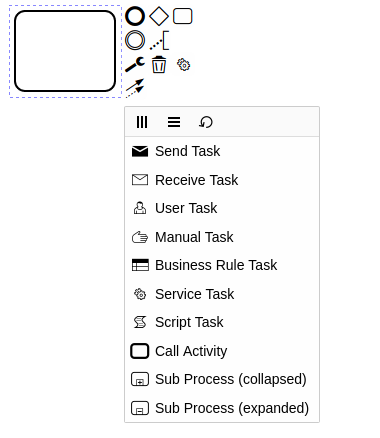 Send Task
Receive Task
User Task
Manual Task
Business Rule Task
Service Task
Script Task
Call Activity
Sub Process (collapsed)
Sub Process (expanded)